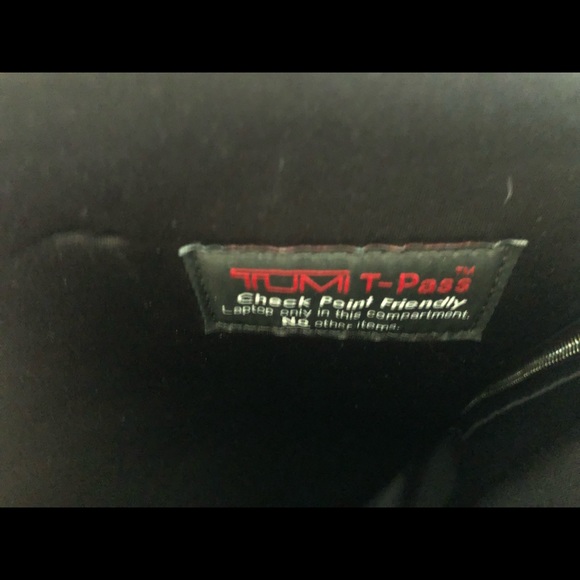 TUMI T-Pass™
Check Point Friendly
Laptop only in this compartment.
No other items.